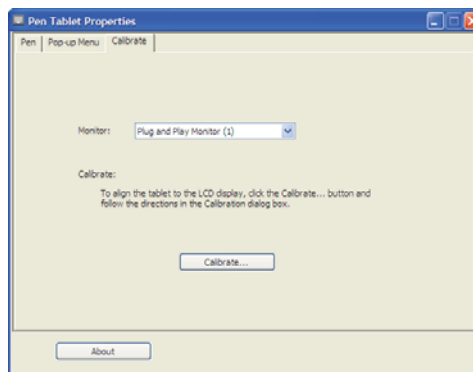 Pen Tablet Properties
Pen Pop-up Menu Calibrate
Monitor: Plug and Play Monitor (1)
Calibrate:
To align the tablet to the LCD display, click the Calibrate... button and
follow the directions in the Calibration dialog box.
Calibrate...
About